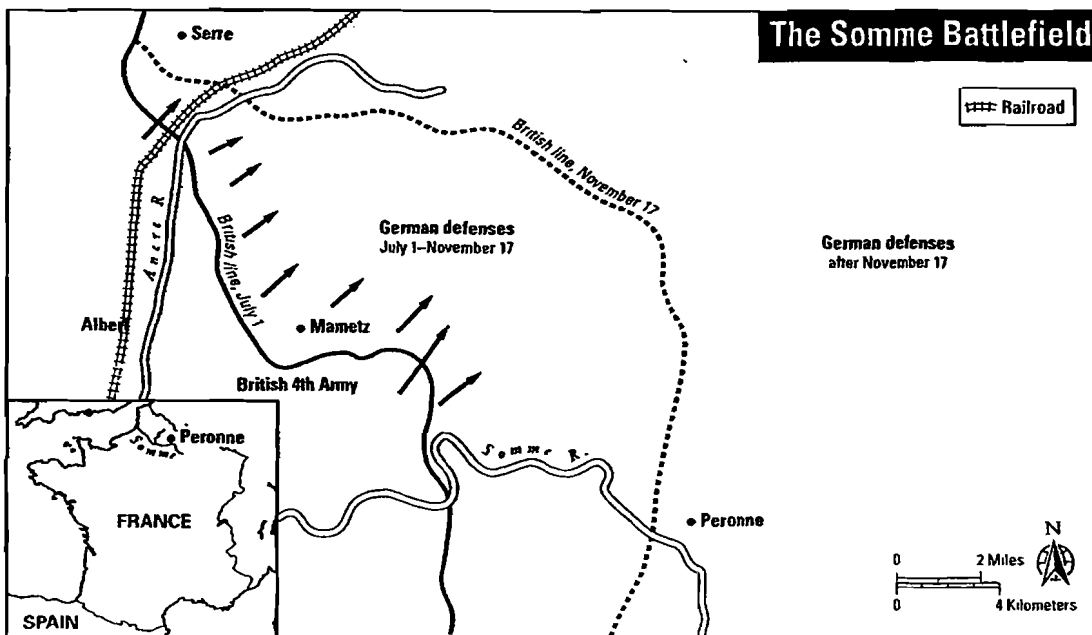 The Somme Battlefield
Serre
Railroad
British line, November 17
Ancre R
British line, July 1
German defenses
July 1–November 17
German defenses
after November 17
Albert
Mametz
British 4th Army
Peronne
Somme
FRANCE
SPAIN
Somme R.
Peronne
N
0 2 Miles
0 4 Kilometers